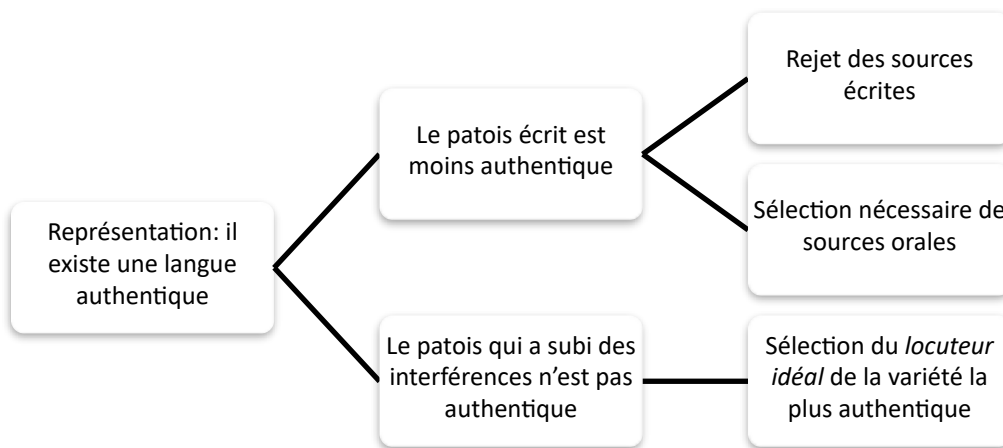 Représentation: il
existe une langue
authentique
Le patois écrit est
moins authentique
Rejet des sources
écrites
Sélection nécessaire de
sources orales
Le patois qui a subi des
interférences n’est pas
authentique
Sélection du locuteur
idéal de la variété la
plus authentique